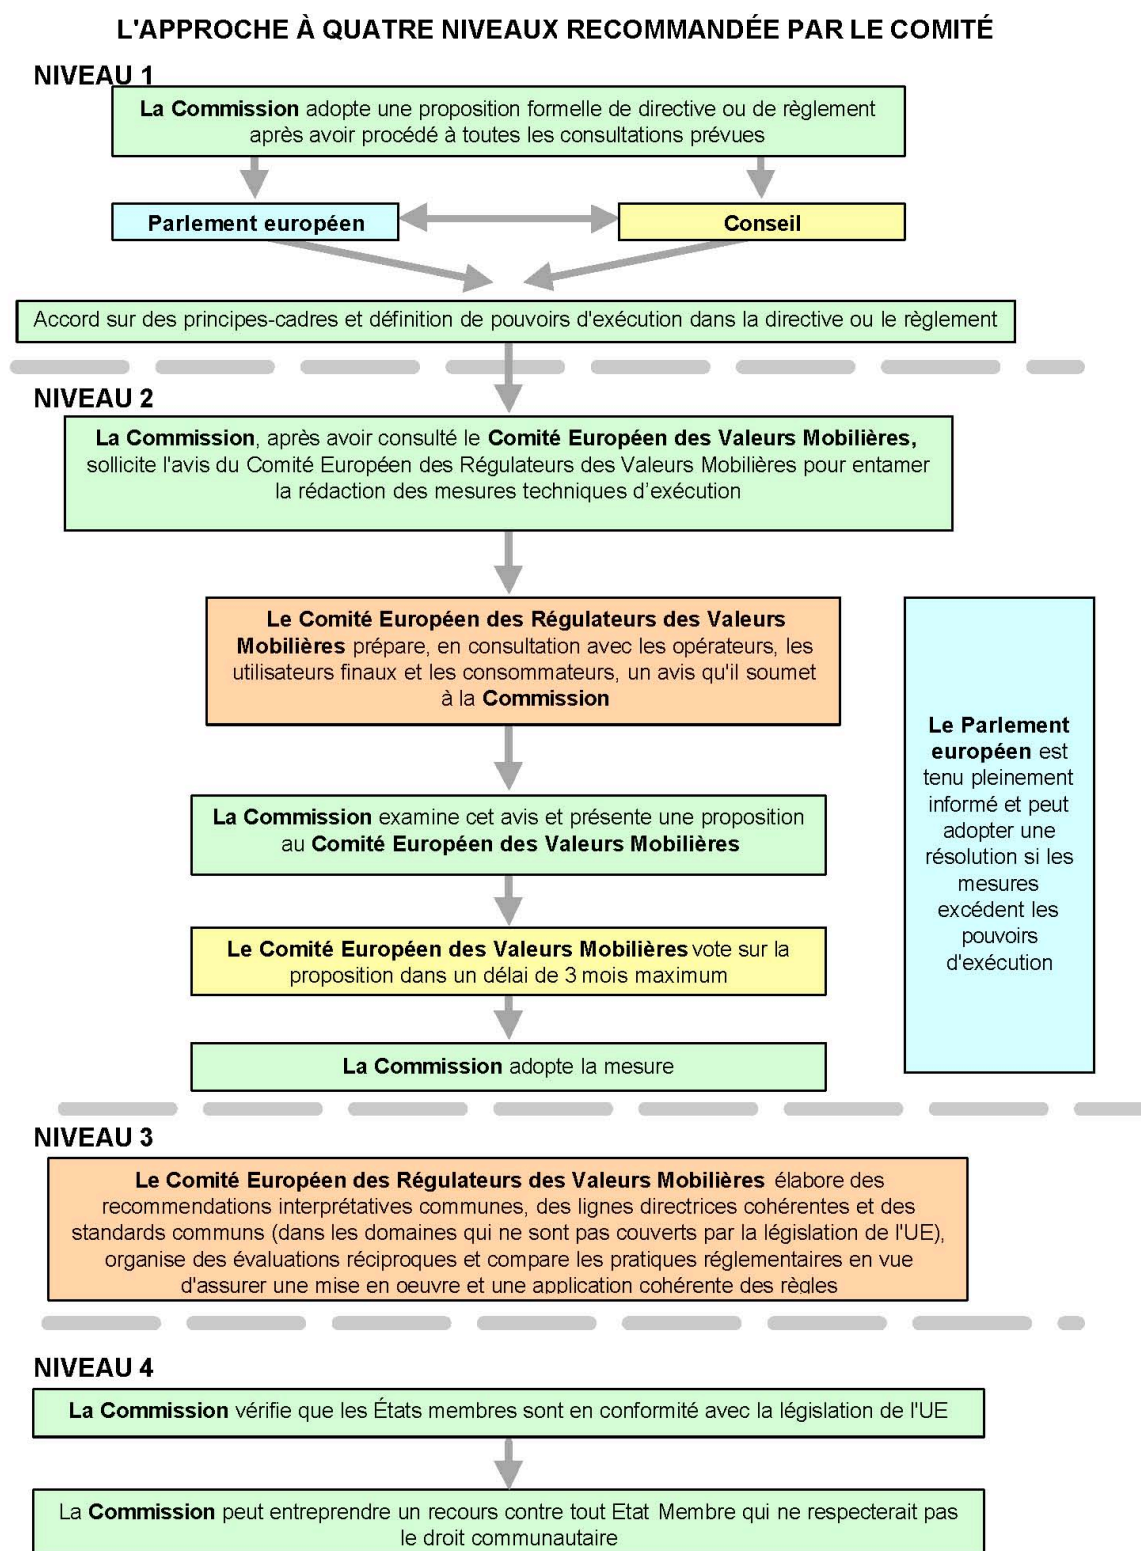 L'APPROCHE À QUATRE NIVEAUX RECOMMANDÉE PAR LE COMITÉ
NIVEAU 1
La Commission adopte une proposition formelle de directive ou de règlement
après avoir procédé à toutes les consultations prévues
Parlement européen
Conseil
Accord sur des principes-cadres et définition de pouvoirs d'exécution dans la directive ou le règlement
NIVEAU 2
La Commission, après avoir consulté le Comité Européen des Valeurs Mobilières,
sollicite l'avis du Comité Européen des Régulateurs des Valeurs Mobilières pour entamer
la rédaction des mesures techniques d'exécution
Le Comité Européen des Régulateurs des Valeurs
Mobilières prépare, en consultation avec les opérateurs, les
utilisateurs finaux et les consommateurs, un avis qu'il soumet
à la Commission
La Commission examine cet avis et présente une proposition
au Comité Européen des Valeurs Mobilières
Le Comité Européen des Valeurs Mobilières vote sur la
proposition dans un délai de 3 mois maximum
La Commission adopte la mesure
Le Parlement
européen est
tenu pleinement
informé et peut
adopter une
résolution si les
mesures
excédent les
pouvoirs
d'exécution
NIVEAU 3
Le Comité Européen des Régulateurs des Valeurs Mobilières élabore des
recommendations interprétatives communes, des lignes directrices cohérentes et des
standards communs (dans les domaines qui ne sont pas couverts par la législation de l'UE),
organise des évaluations réciproques et compare les pratiques réglementaires en vue
d'assurer une mise en oeuvre et une application cohérente des règles
NIVEAU 4
La Commission vérifie que les États membres sont en conformité avec la législation de l'UE
La Commission peut entreprendre un recours contre tout Etat Membre qui ne respecterait pas
le droit communautaire